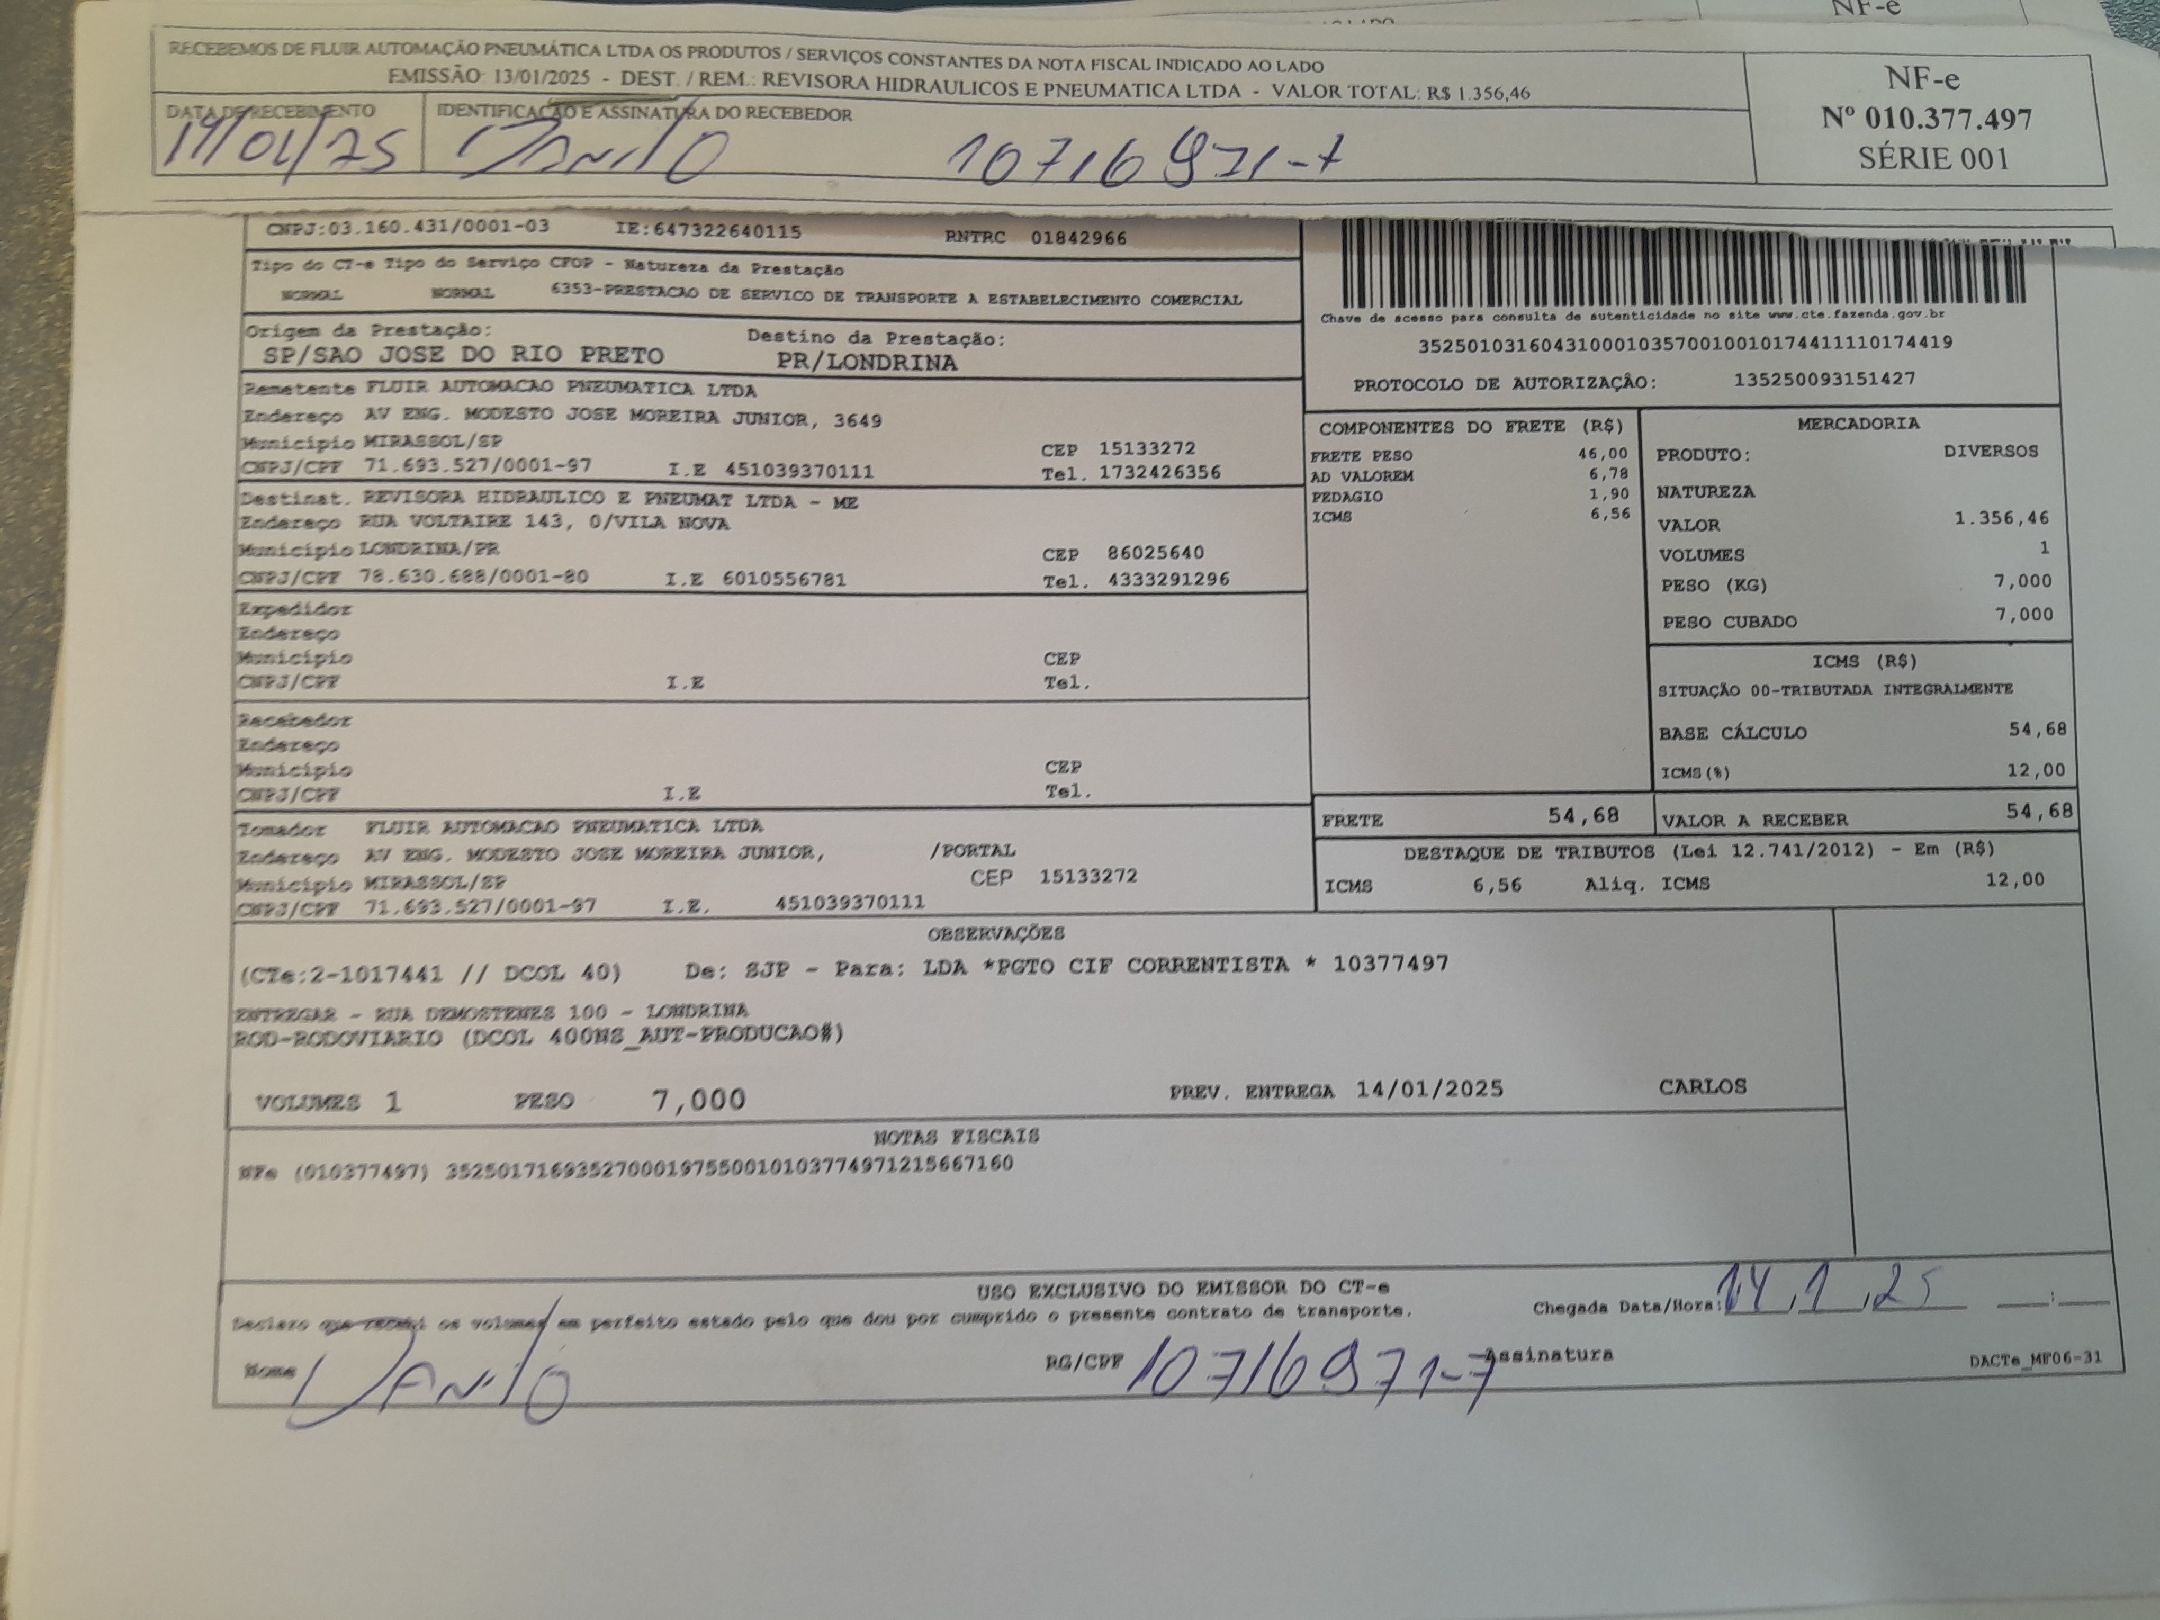 NF-e
RECEBEMOS DE FLUIR AUTOMAÇÃO PNEUMÁTICA LTDA OS PRODUTOS / SERVIÇOS CONSTANTES DA NOTA FISCAL INDICADO AO LADO
EMISSÃO 13/01/2025 - DEST. / REM.: REVISORA HIDRAULICOS E PNEUMATICA LTDA - VALOR TOTAL: R$ 1.356,46
DATA DE RECEBIMENTO IDENTIFICAÇÃO E ASSINATURA DO RECEBEDOR
14/01/25 Danilo 10716971-7
NF-e
Nº 010.377.497
SÉRIE 001
CNPJ:03.160.431/0001-03 IE:647322640115 RNTRC 01842966
Tipo do CT-e Tipo do Serviço CFOP - Natureza da Prestação
NORMAL NORMAL 6353-PRESTACAO DE SERVICO DE TRANSPORTE A ESTABELECIMENTO COMERCIAL
Origem da Prestação: Destino da Prestação:
SP/SAO JOSE DO RIO PRETO PR/LONDRINA
Chave de acesso para consulta de autenticidade no site www.cte.fazenda.gov.br
35250103160431000103570010010174411110174419
PROTOCOLO DE AUTORIZAÇÃO: 135250093151427
Remetente FLUIR AUTOMACAO PNEUMATICA LTDA
Endereço AV ENG. MODESTO JOSE MOREIRA JUNIOR, 3649
Município MIRASSOL/SP CEP 15133272
CNPJ/CPF 71.693.527/0001-97 I.E 451039370111 Tel. 1732426356
Destinat. REVISORA HIDRAULICO E PNEUMAT LTDA - ME
Endereço RUA VOLTAIRE 143, 0/VILA NOVA
Município LONDRINA/PR CEP 86025640
CNPJ/CPF 78.630.688/0001-80 I.E 6010556781 Tel. 4333291296
Expedidor
Endereço
Município CEP
CNPJ/CPF I.E Tel.
Recebedor
Endereço
Município CEP
CNPJ/CPF I.E Tel.
Tomador FLUIR AUTOMACAO PNEUMATICA LTDA
Endereço AV ENG. MODESTO JOSE MOREIRA JUNIOR, /PORTAL
Município MIRASSOL/SP CEP 15133272
CNPJ/CPF 71.693.527/0001-97 I.E. 451039370111
COMPONENTES DO FRETE (R$)
FRETE PESO 46,00
AD VALOREM 6,78
PEDAGIO 1,90
ICMS 6,56
MERCADORIA
PRODUTO: DIVERSOS
NATUREZA
VALOR 1.356,46
VOLUMES 1
PESO (KG) 7,000
PESO CUBADO 7,000
ICMS (R$)
SITUAÇÃO 00-TRIBUTADA INTEGRALMENTE
BASE CÁLCULO 54,68
ICMS(%) 12,00
FRETE 54,68 VALOR A RECEBER 54,68
DESTAQUE DE TRIBUTOS (Lei 12.741/2012) - Em (R$)
ICMS 6,56 Aliq. ICMS 12,00
OBSERVAÇÕES
(CTe:2-1017441 // DCOL 40) De: SJP - Para: LDA *PGTO CIF CORRENTISTA * 10377497
ENTREGAR - RUA DEMOSTENES 100 - LONDRINA
ROD-RODOVIARIO (DCOL 400NS_AUT-PRODUCAO#)
VOLUMES 1 PESO 7,000 PREV. ENTREGA 14/01/2025 CARLOS
NOTAS FISCAIS
NFe (010377497) 35250171693527000197550010103774971215667160
USO EXCLUSIVO DO EMISSOR DO CT-e
Declaro que recebi os volumes em perfeito estado pelo que dou por cumprido o presente contrato de transporte. Chegada Data/Hora: 14/1/25 __:__
Nome Danilo RG/CPF 10716971-7 Assinatura DACTe_MF06-31